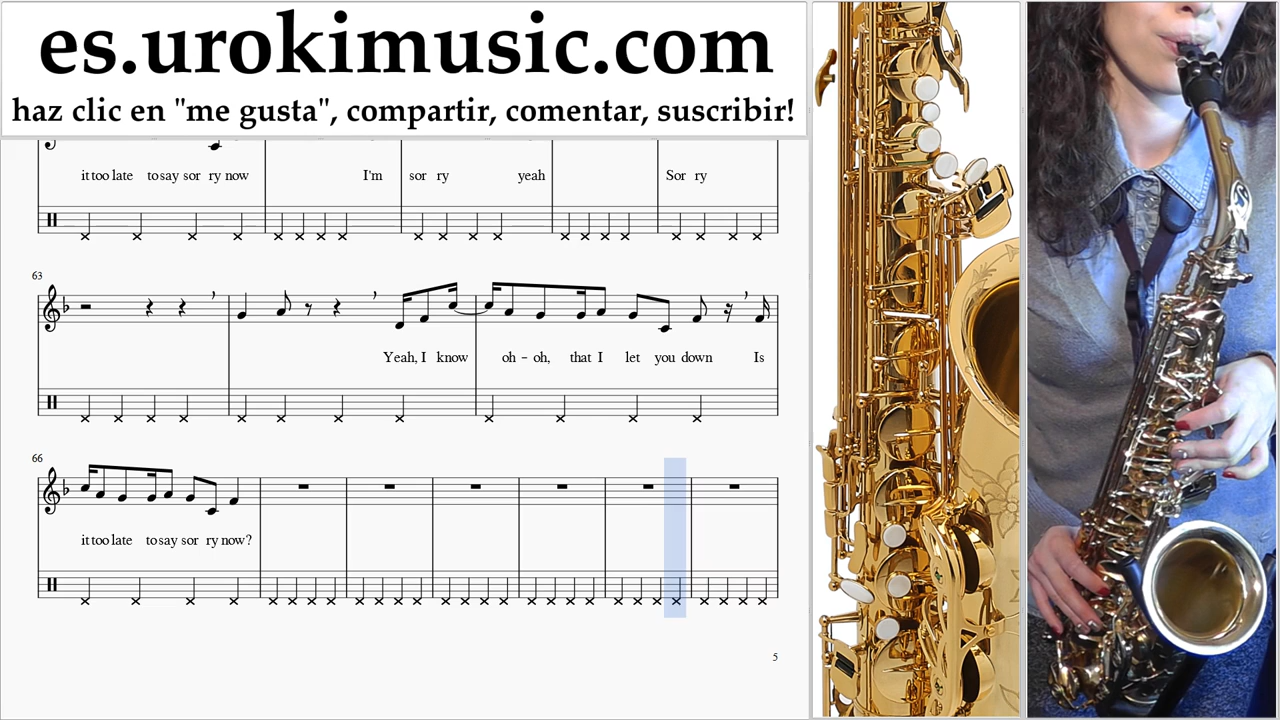 es.urokimusic.com
haz clic en "me gusta", compartir, comentar, suscribir!
it too late to say sor ry now I'm sor ry yeah Sor ry
63
Yeah, I know oh - oh, that I let you down Is
66
it too late to say sor ry now?
5